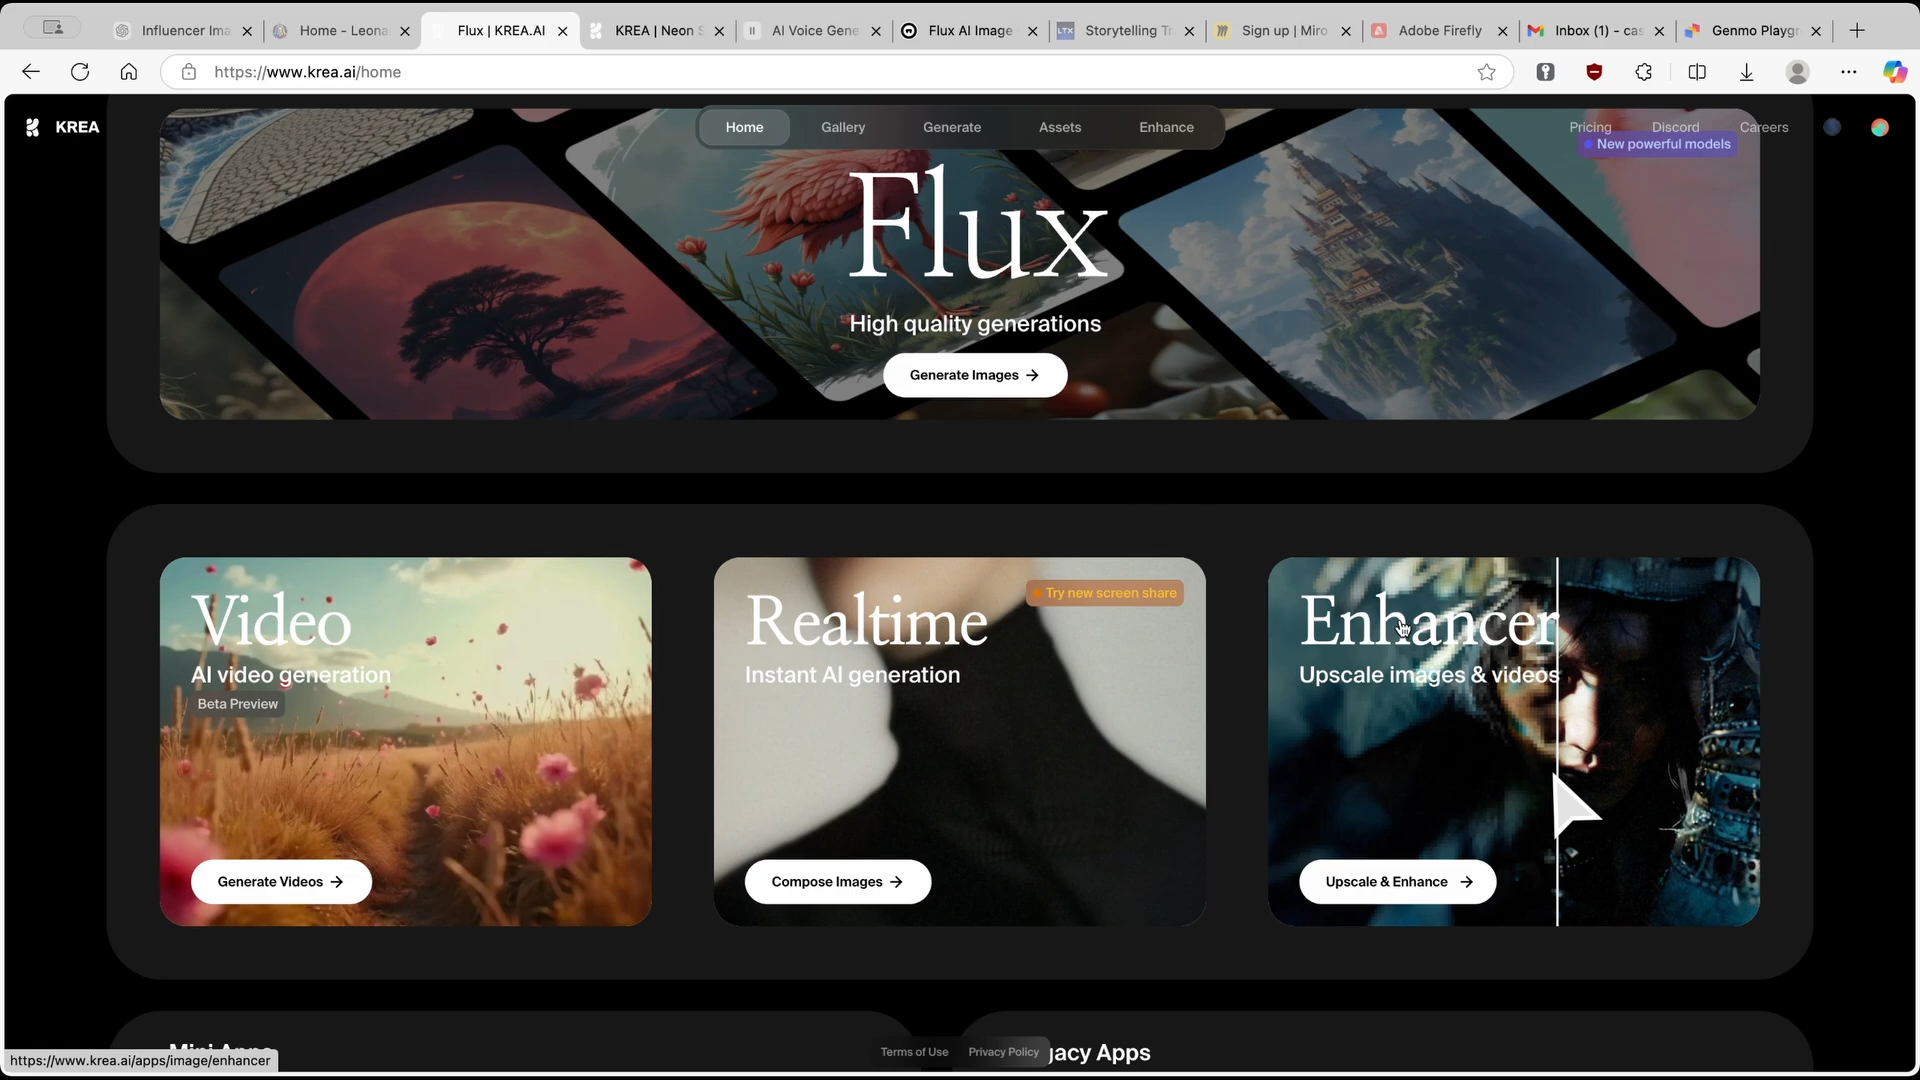 Influencer Ima
Home - Leona
Flux | KREA.AI
KREA | Neon S
AI Voice Gene
Flux AI Image
LTX
Storytelling Tr
Sign up | Miro
Adobe Firefly
Inbox (1) - cas
Genmo Playgr
https://www.krea.ai/home
KREA
Home
Gallery
Generate
Assets
Enhance
Pricing
Discord
Careers
New powerful models
Flux
High quality generations
Generate Images →
Video
AI video generation
Beta Preview
Generate Videos →
Realtime
Try new screen share
Instant AI generation
Compose Images →
Enhancer
Upscale images & videos
Upscale & Enhance →
Mini Apps
gacy Apps
Terms of Use
Privacy Policy
https://www.krea.ai/apps/image/enhancer